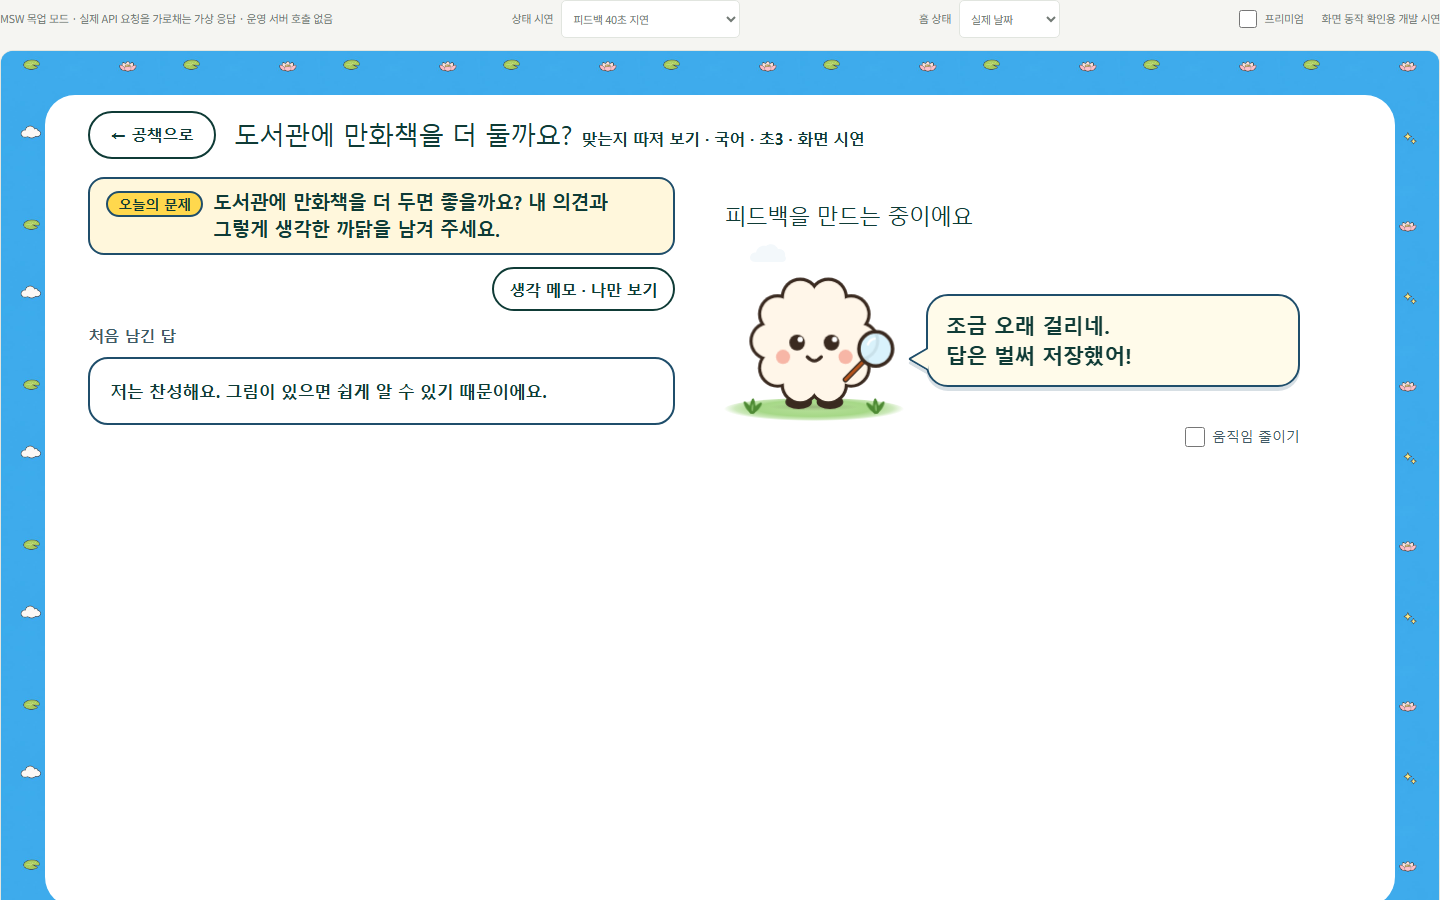 MSW 목업 모드 · 실제 API 요청을 가로채는 가상 응답 · 운영 서버 호출 없음
상태 시연
피드백 40초 지연
홈 상태
실제 날짜
프리미엄
화면 동작 확인용 개발 시연
← 공책으로
도서관에 만화책을 더 둘까요?
맞는지 따져 보기 · 국어 · 초3 · 화면 시연
오늘의 문제
도서관에 만화책을 더 두면 좋을까요? 내 의견과
그렇게 생각한 까닭을 남겨 주세요.
생각 메모 · 나만 보기
처음 남긴 답
저는 찬성해요. 그림이 있으면 쉽게 알 수 있기 때문이에요.
피드백을 만드는 중이에요
조금 오래 걸리네.
답은 벌써 저장했어!
움직임 줄이기